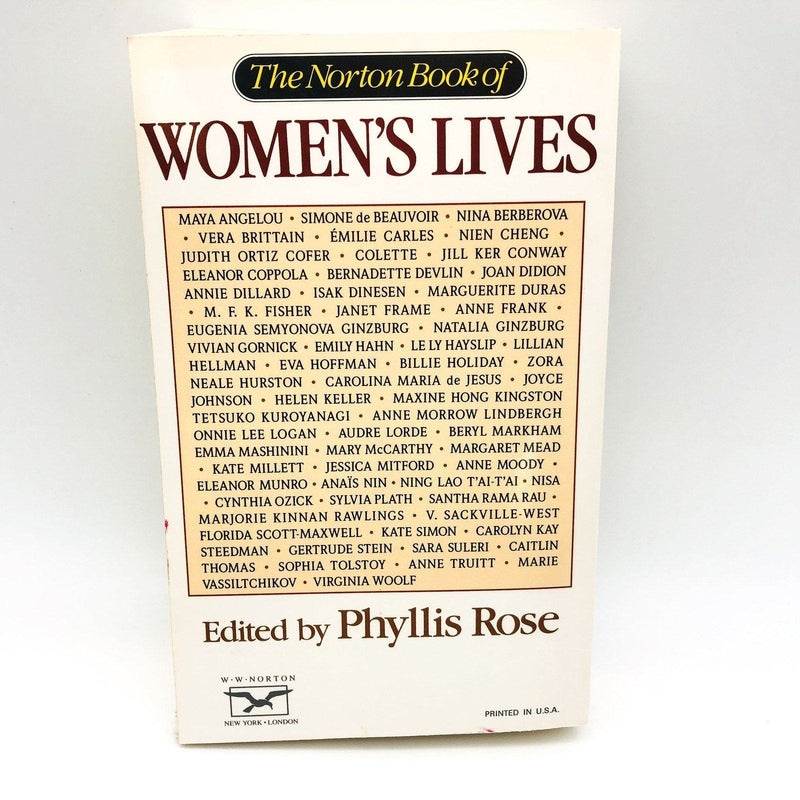 The Norton Book of
WOMEN'S LIVES
MAYA ANGELOU • SIMONE de BEAUVOIR • NINA BERBEROVA
• VERA BRITTAIN • ÉMILIE CARLES • NIEN CHENG •
JUDITH ORTIZ COFER • COLETTE • JILL KER CONWAY
ELEANOR COPPOLA • BERNADETTE DEVLIN • JOAN DIDION
ANNIE DILLARD • ISAK DINESEN • MARGUERITE DURAS
• M. F. K. FISHER • JANET FRAME • ANNE FRANK •
EUGENIA SEMYONOVA GINZBURG • NATALIA GINZBURG
VIVIAN GORNICK • EMILY HAHN • LE LY HAYSLIP • LILLIAN
HELLMAN • EVA HOFFMAN • BILLIE HOLIDAY • ZORA
NEALE HURSTON • CAROLINA MARIA de JESUS • JOYCE
JOHNSON • HELEN KELLER • MAXINE HONG KINGSTON
TETSUKO KUROYANAGI • ANNE MORROW LINDBERGH
ONNIE LEE LOGAN • AUDRE LORDE • BERYL MARKHAM
EMMA MASHININI • MARY McCARTHY • MARGARET MEAD
• KATE MILLETT • JESSICA MITFORD • ANNE MOODY •
ELEANOR MUNRO • ANAÏS NIN • NING LAO T'AI-T'AI • NISA
• CYNTHIA OZICK • SYLVIA PLATH • SANTHA RAMA RAU •
MARJORIE KINNAN RAWLINGS • V. SACKVILLE-WEST
FLORIDA SCOTT-MAXWELL • KATE SIMON • CAROLYN KAY
STEEDMAN • GERTRUDE STEIN • SARA SULERI • CAITLIN
THOMAS • SOPHIA TOLSTOY • ANNE TRUITT • MARIE
VASSILTCHIKOV • VIRGINIA WOOLF
Edited by Phyllis Rose
W • W • NORTON
NEW YORK • LONDON
PRINTED IN U.S.A.